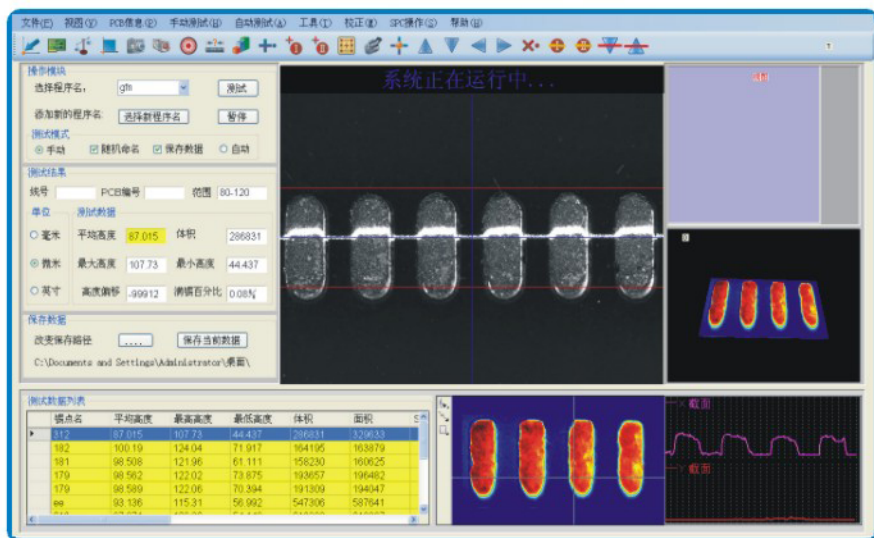 文件(F) 视图(V) PCB信息(P) 手动测试(H) 自动测试(A) 工具(T) 校正(M) SPC操作(S) 帮助(H)
操作模块
选择程序名: gfn 测试
添加新的程序名 选择新程序名 暂停
测试模式
手动 随机命名 保存数据 自动
系统正在运行中...
测试结果
线号 PCB编号 范围 80-120
单位 测试数据
毫米 平均高度 87.015 体积 286831
微米 最大高度 107.73 最小高度 44.437
英寸 高度偏移 -99912 满锡百分比 0.08%
保存数据
改变保存路径 .... 保存当前数据
C:\Documents and Settings\Administrator\桌面\
测试数据列表
锡点名 平均高度 最高高度 最低高度 体积 面积
312 87.015 107.73 44.437 286831 329633
182 100.19 124.04 71.917 164195 163879
181 98.508 121.96 61.111 158230 160625
179 98.562 122.02 73.875 193657 196482
179 98.589 122.06 70.394 191309 194047
ee 93.136 115.31 56.992 547306 587641
X 截面
Y 截面